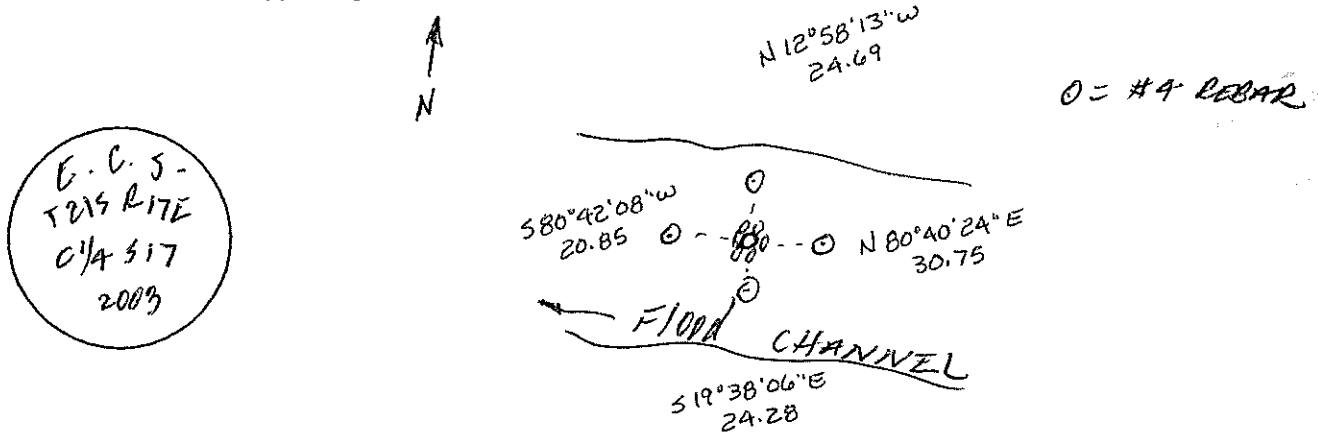 N 12°58'13"W
24.69
N
O = #4 REBAR
E. C. S.
T21S R17E
C 1/4 S17
2003
S80°42'08"W
20.85
N 80°40'24"E
30.75
FlOOD CHANNEL
S19°38'06"E
24.28